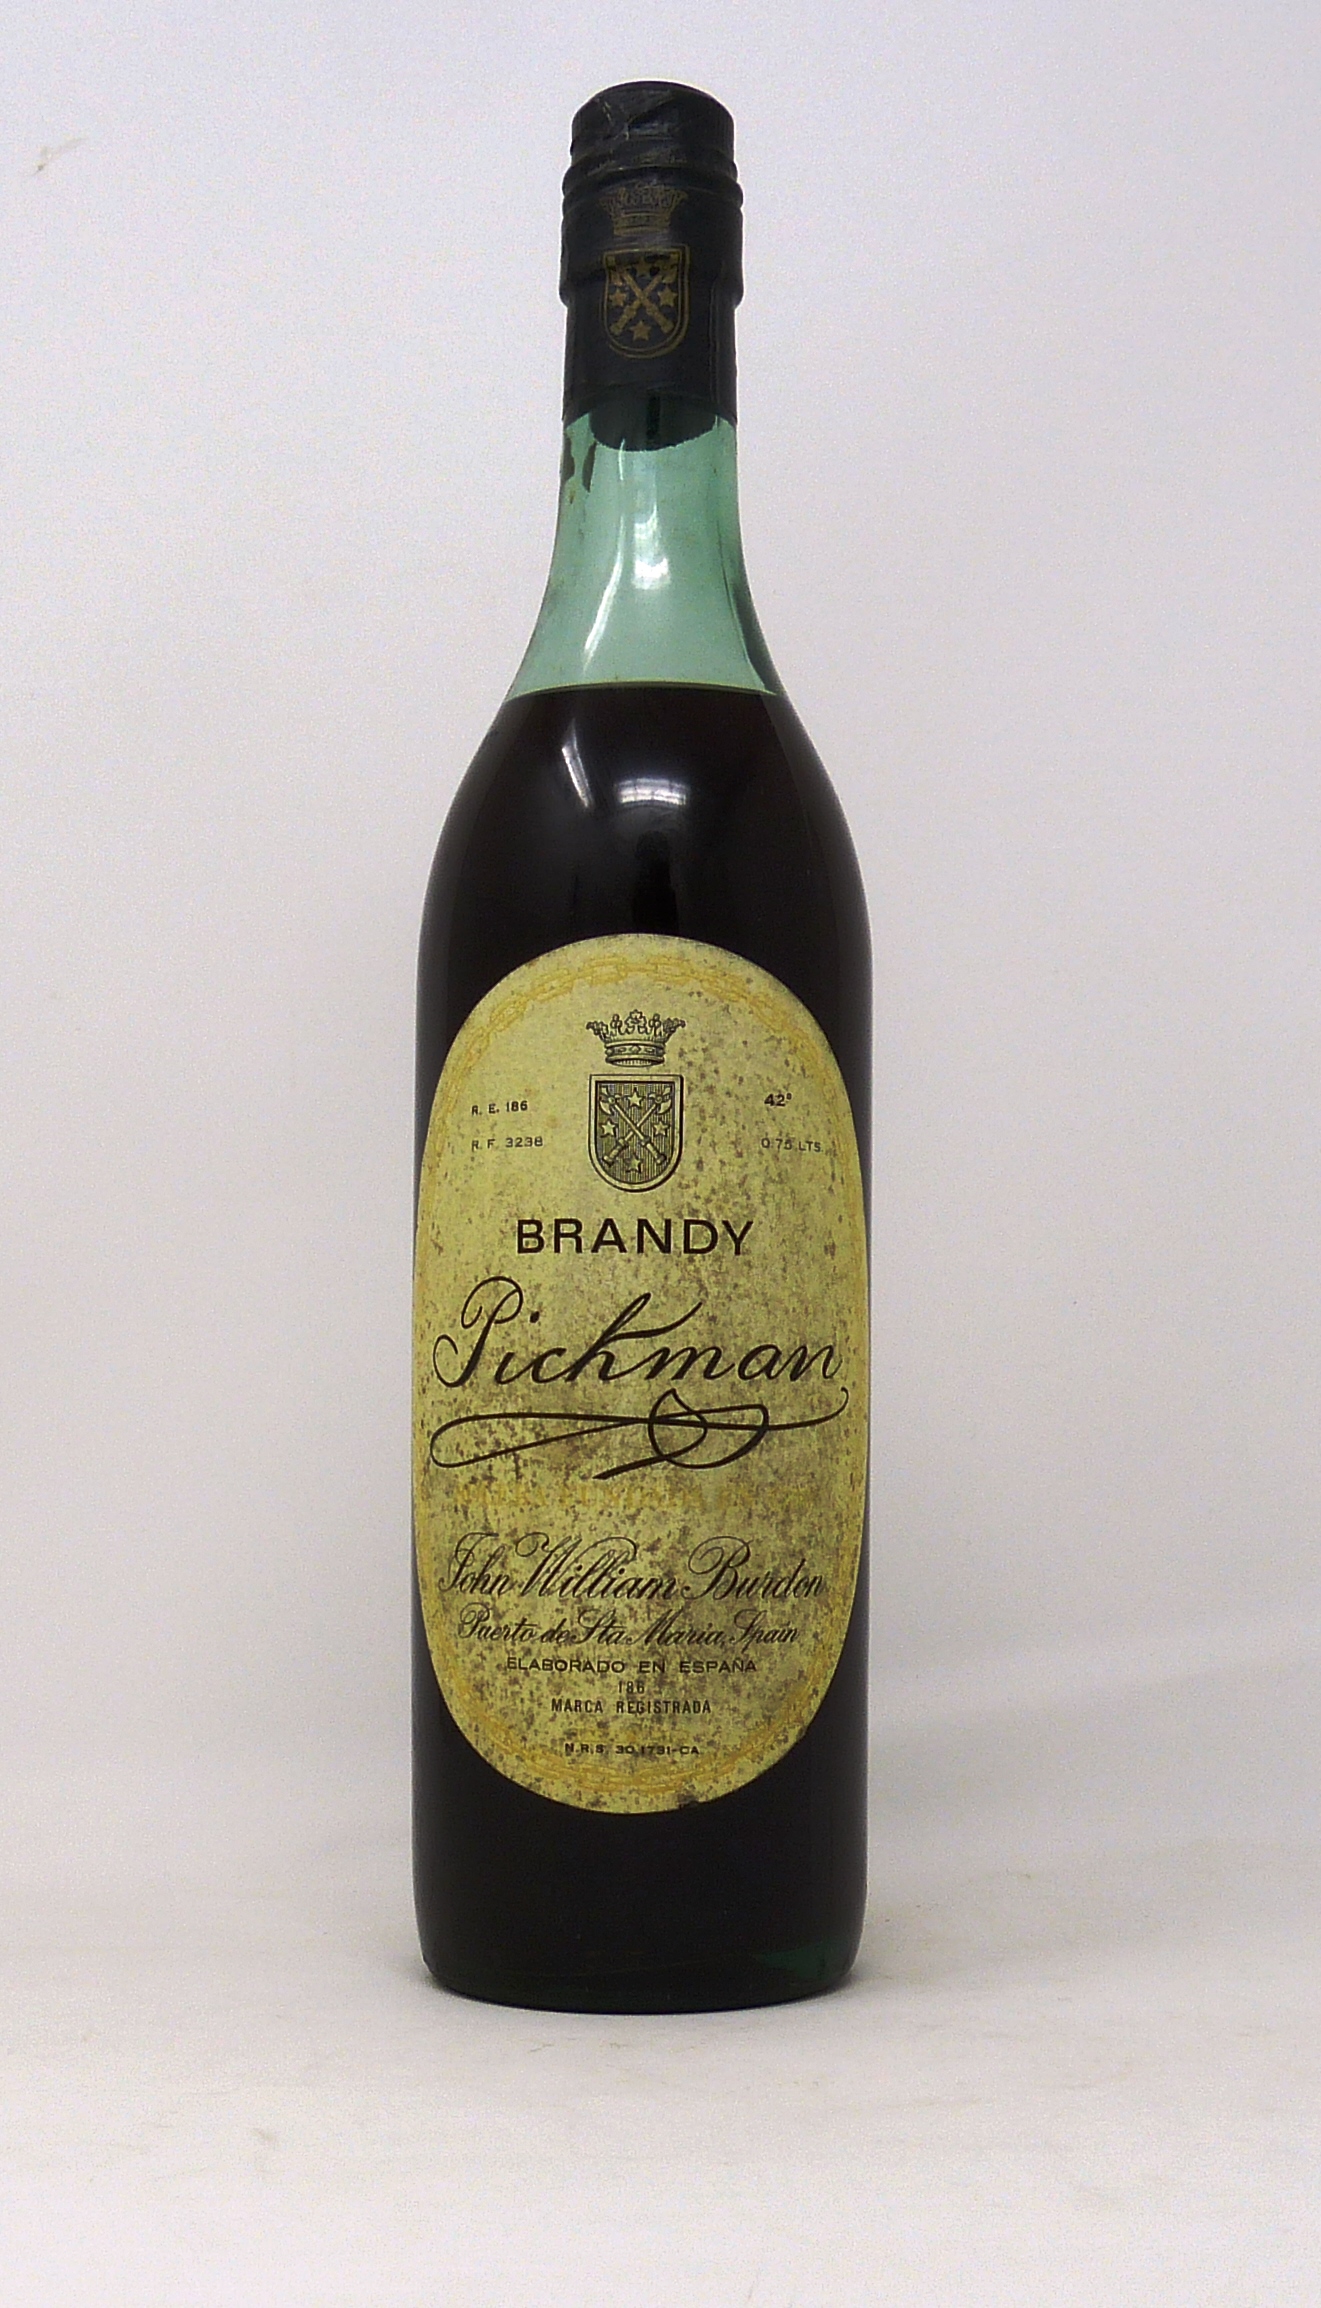 R. E. 186
42º
R. F. 3238
0.75 LTS.
BRANDY
Pickman
John William Burdon
Puerto de Sta Maria, Spain
ELABORADO EN ESPAÑA
186
MARCA REGISTRADA
N.R.S. 30.1731-CA